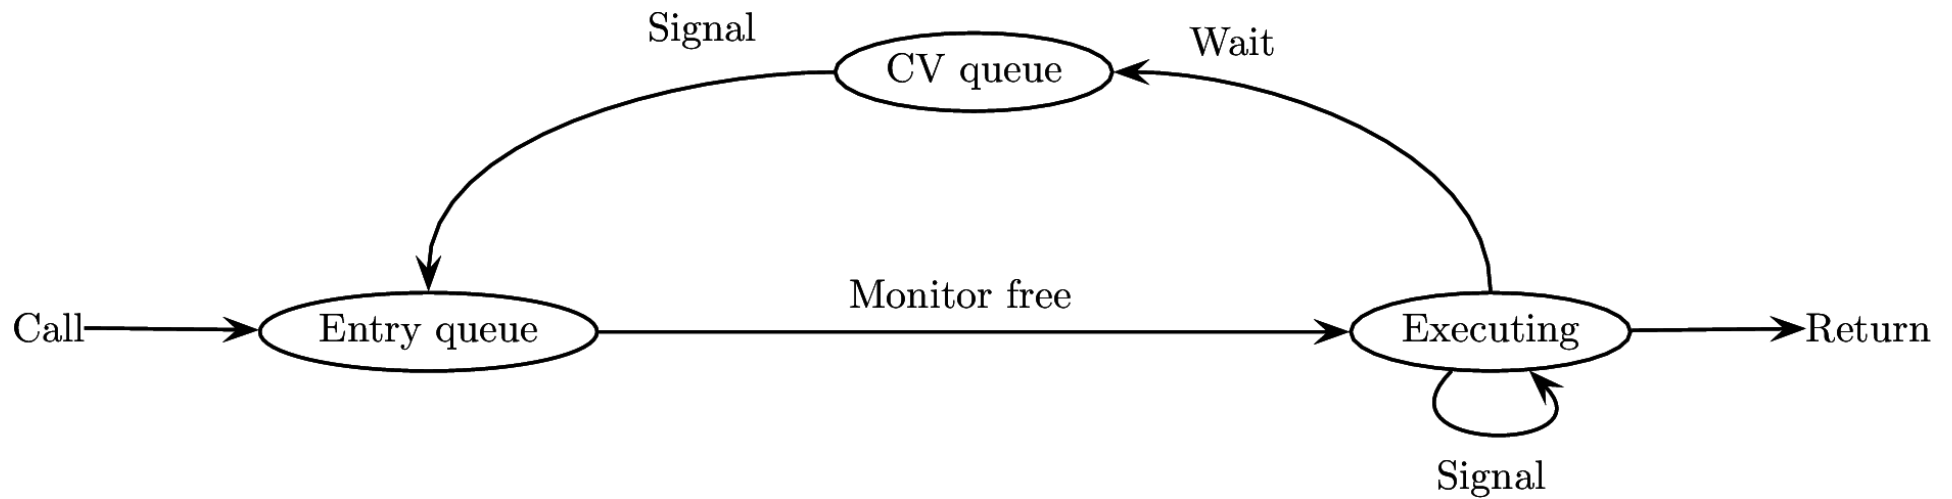 Signal
CV queue
Wait
Monitor free
Call
Entry queue
Executing
Return
Signal